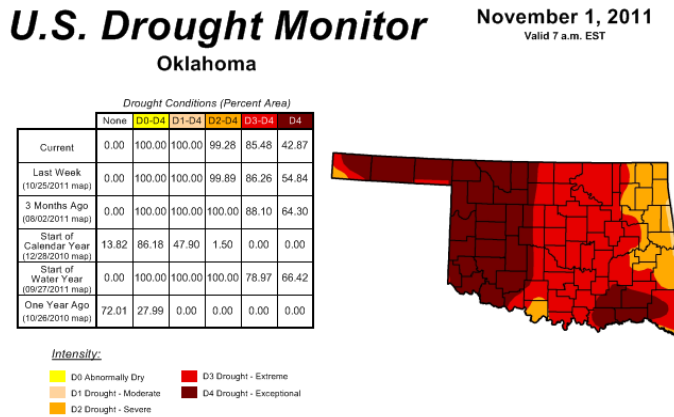 U.S. Drought Monitor
Oklahoma
November 1, 2011
Valid 7 a.m. EST
Drought Conditions (Percent Area)
None D0-D4 D1-D4 D2-D4 D3-D4 D4
Current 0.00 100.00 100.00 99.28 85.48 42.87
Last Week
(10/25/2011 map) 0.00 100.00 100.00 99.89 86.26 54.84
3 Months Ago
(08/02/2011 map) 0.00 100.00 100.00 100.00 88.10 64.30
Start of
Calendar Year
(12/28/2010 map) 13.82 86.18 47.90 1.50 0.00 0.00
Start of
Water Year
(09/27/2011 map) 0.00 100.00 100.00 100.00 78.97 66.42
One Year Ago
(10/26/2010 map) 72.01 27.99 0.00 0.00 0.00 0.00
Intensity:
D0 Abnormally Dry
D1 Drought - Moderate
D2 Drought - Severe
D3 Drought - Extreme
D4 Drought - Exceptional